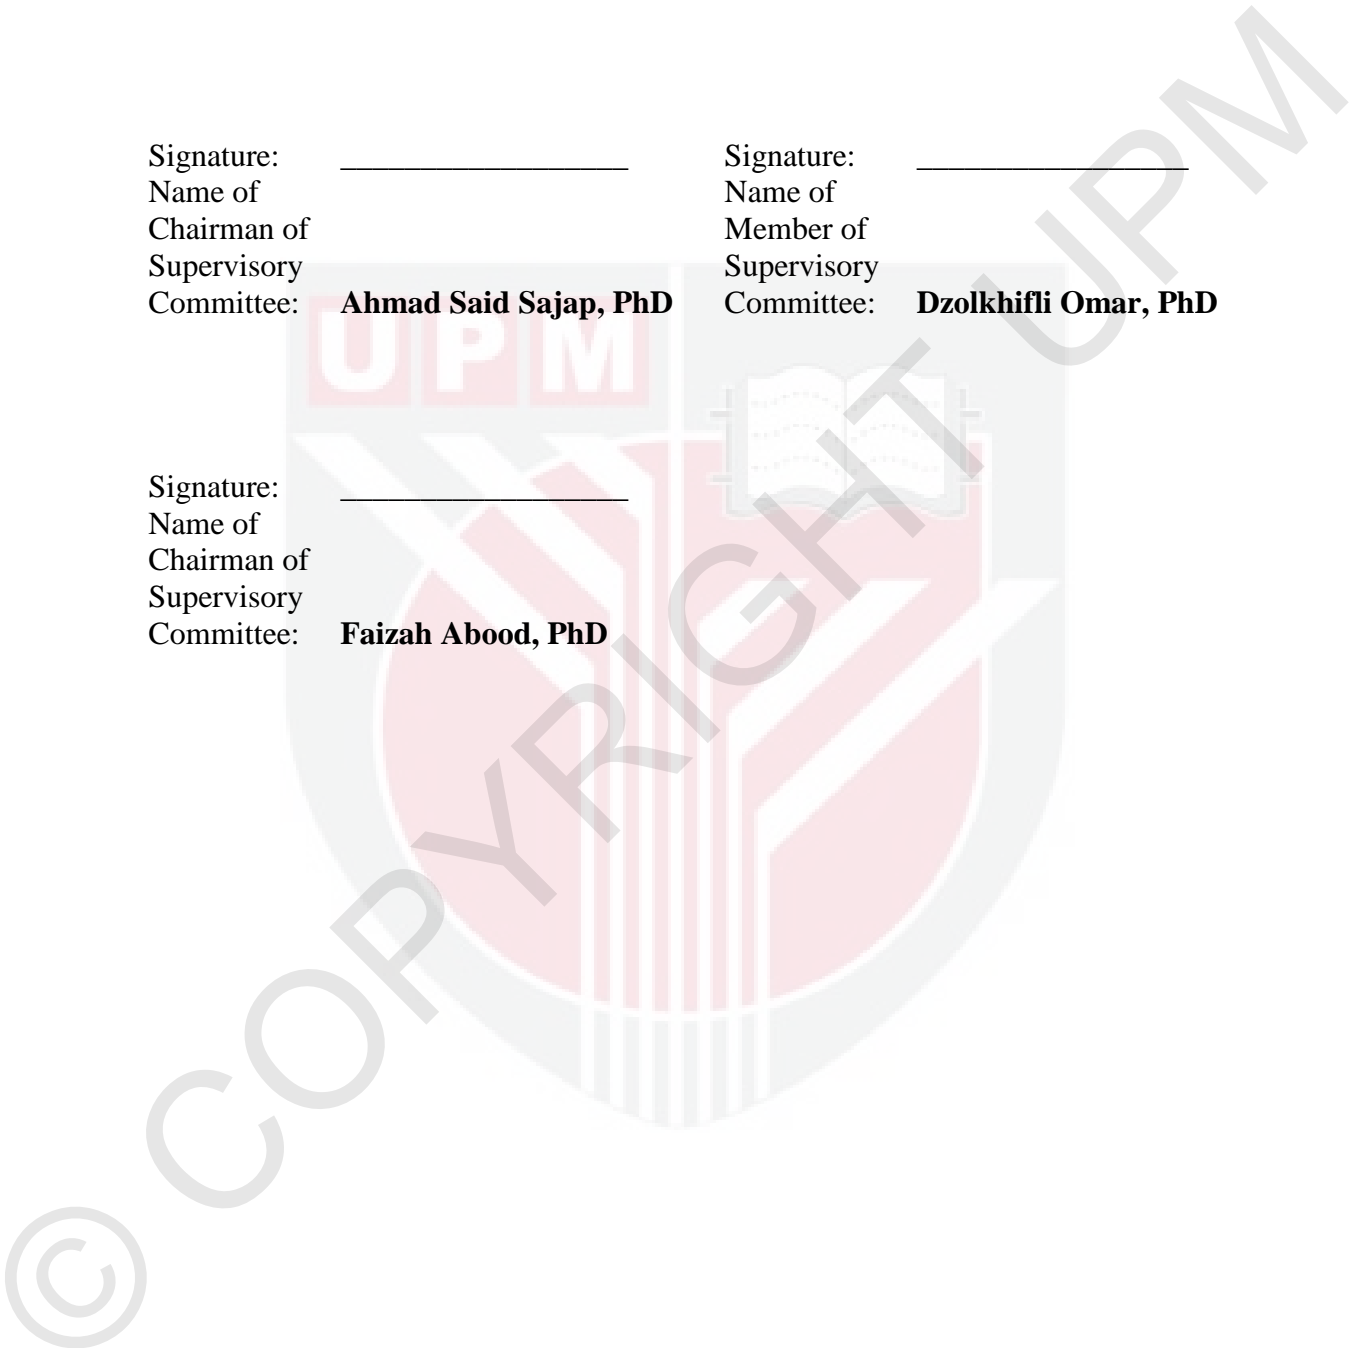 Signature: __________________ Signature: _________________
Name of Name of
Chairman of Member of
Supervisory Supervisory
Committee: Ahmad Said Sajap, PhD Committee: Dzolkhifli Omar, PhD
UPM
Signature: __________________
Name of
Chairman of
Supervisory
Committee: Faizah Abood, PhD
© COPYRIGHT UPM